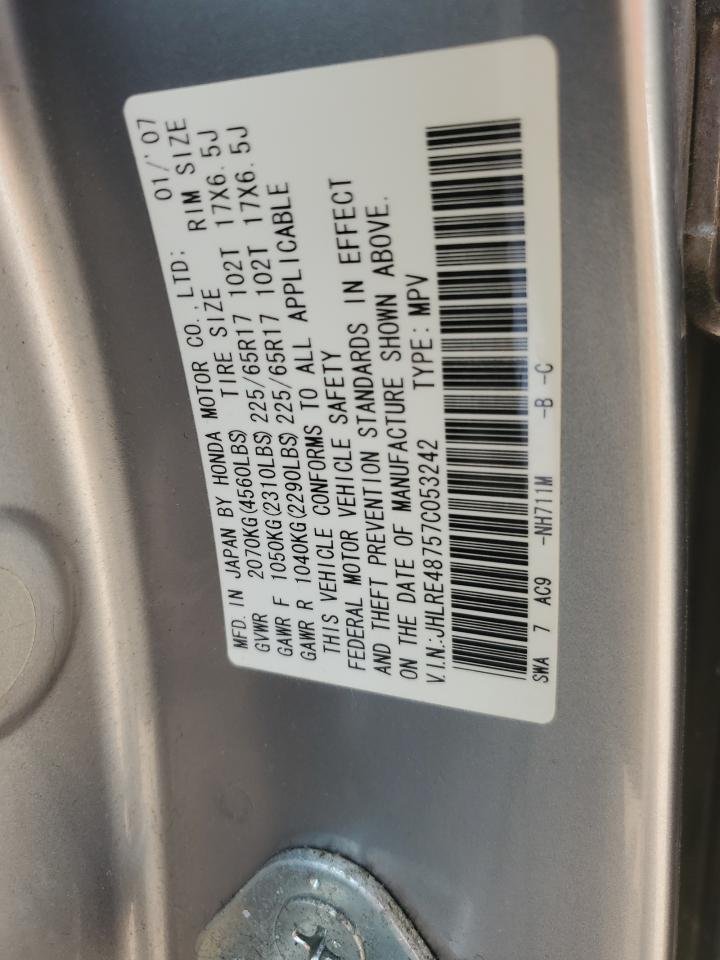 MFD. IN JAPAN BY HONDA MOTOR CO., LTD: 01/'07
GVWR 2070KG(4560LBS) TIRE SIZE RIM SIZE
GAWR F 1050KG(2310LBS) 225/65R17 102T 17X6.5J
GAWR R 1040KG(2290LBS) 225/65R17 102T 17X6.5J
THIS VEHICLE CONFORMS TO ALL APPLICABLE
FEDERAL MOTOR VEHICLE SAFETY
AND THEFT PREVENTION STANDARDS IN EFFECT
ON THE DATE OF MANUFACTURE SHOWN ABOVE.
V.I.N.:JHLRE48757C053242 TYPE: MPV
SWA 7 AC9 -NH711M -B -C